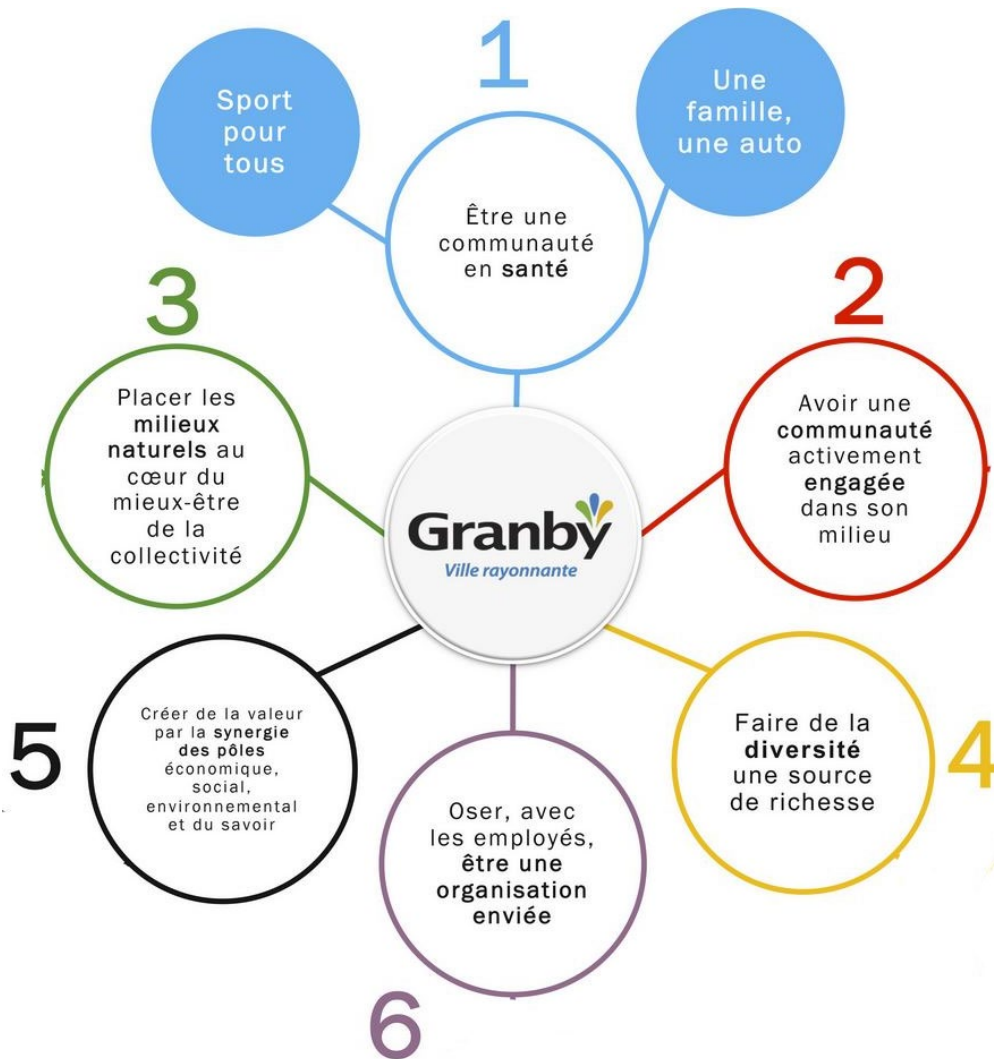 1
Sport
pour
tous
Une
famille,
une auto
Être une
communauté
en santé
3
Placer les
milieux
naturels au
cœur du
mieux-être
de la
collectivité
2
Avoir une
communauté
activement
engagée
dans son
milieu
Granby
Ville rayonnante
5
Créer de la valeur
par la synergie
des pôles
économique,
social,
environnemental
et du savoir
Faire de la
diversité
une source
de richesse
4
Oser, avec
les employés,
être une
organisation
enviée
6